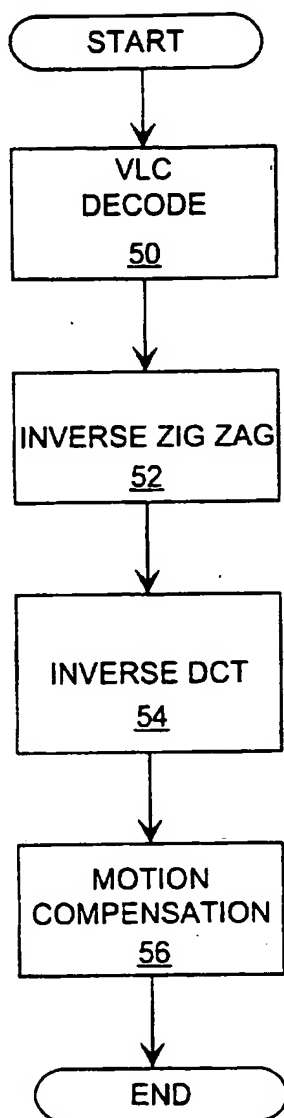 START
VLC
DECODE
50
INVERSE ZIG ZAG
52
INVERSE DCT
54
MOTION
COMPENSATION
56
END